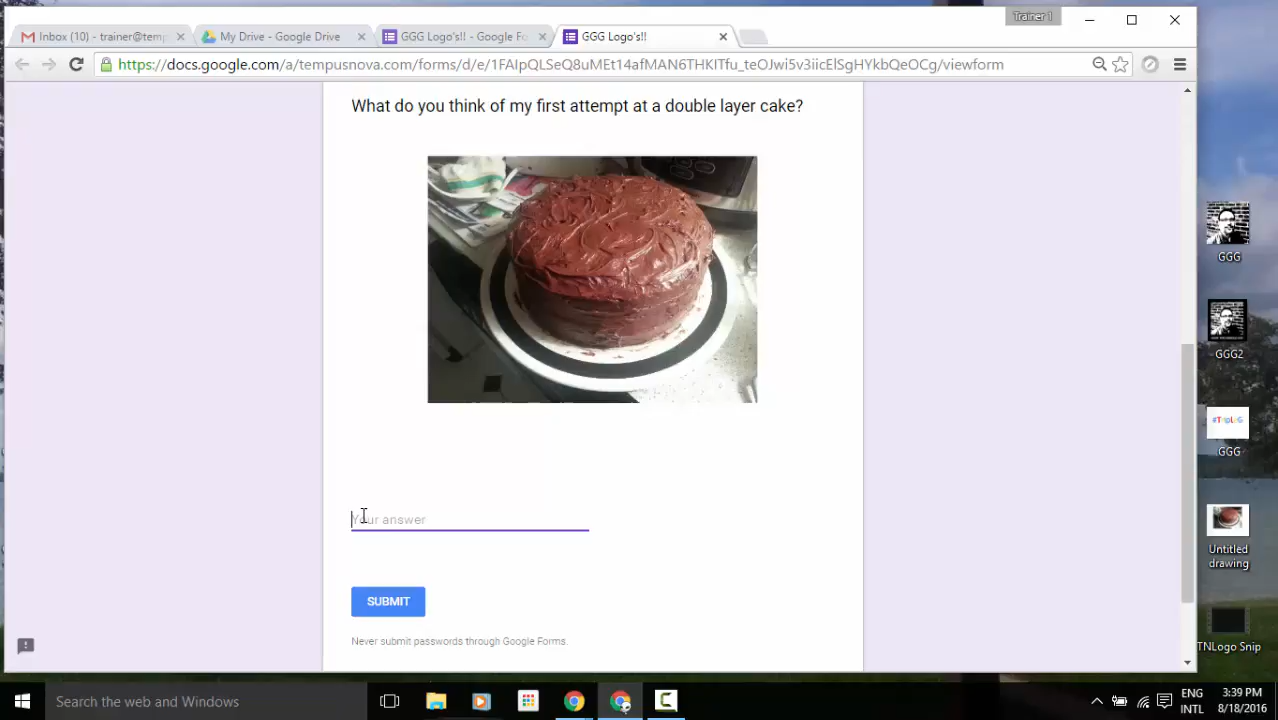 Trainer 1
Inbox (10) - trainer@temp
My Drive - Google Drive
GGG Logo's!! - Google Fo
GGG Logo's!!
https://docs.google.com/a/tempusnova.com/forms/d/e/1FAIpQLSeQ8uMEt14afMAN6THKITfu_teOJwi5v3iicElSgHYkbQeOCg/viewform
What do you think of my first attempt at a double layer cake?
Your answer
SUBMIT
Never submit passwords through Google Forms.
GGG
GGG2
#TripleG
GGG
Untitled
drawing
TNLogo Snip
Search the web and Windows
ENG
INTL
3:39 PM
8/18/2016